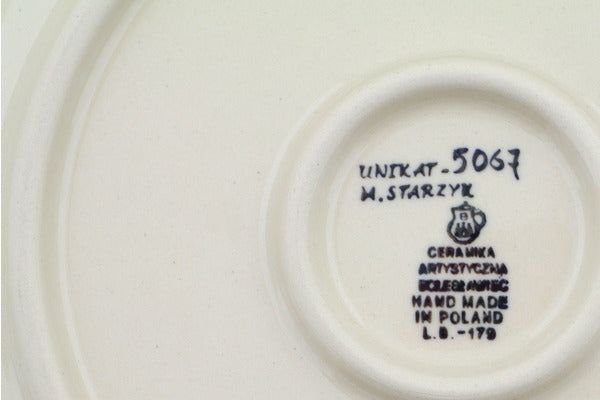 UNIKAT-5067
M. STARZYK
CERAMIKA
ARTYSTYCZNA
BOLESŁAWIEC
HAND MADE
IN POLAND
L.B.-179